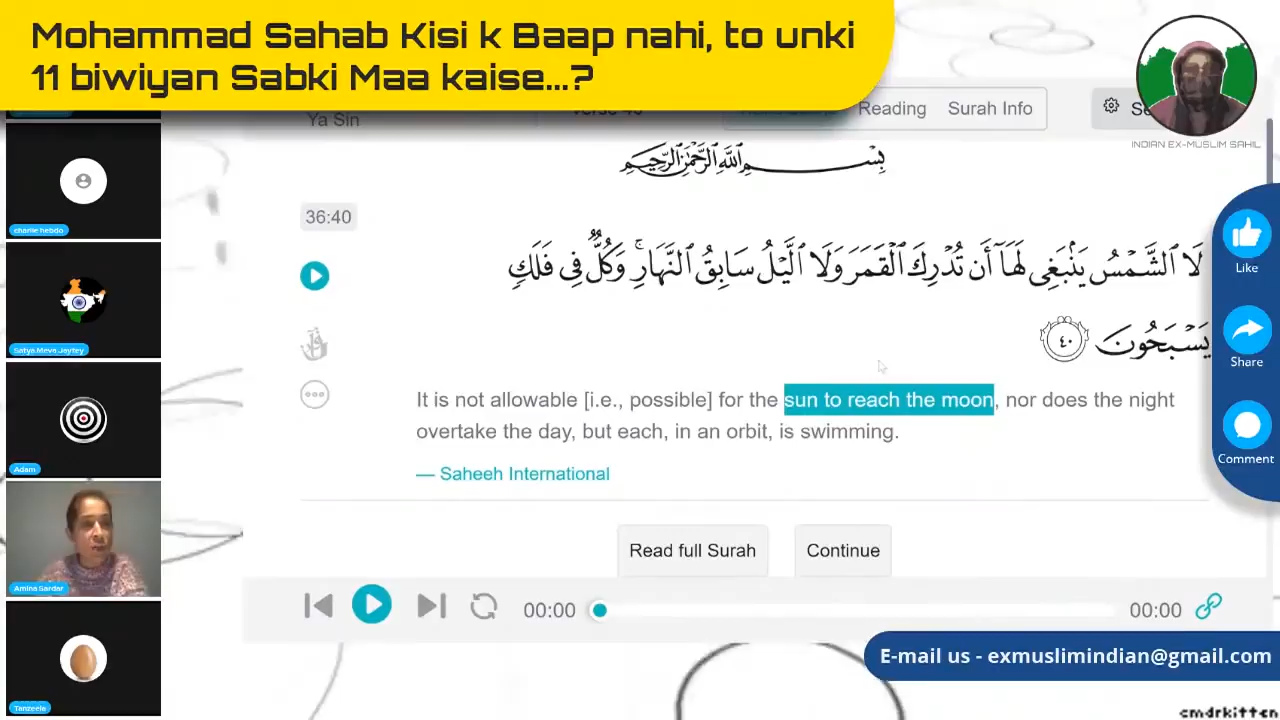 Mohammad Sahab Kisi k Baap nahi, to unki
11 biwiyan Sabki Maa kaise...?
INDIAN EX-MUSLIM SAHIL
Ya Sin
Reading
Surah Info
بِسْمِ ٱللَّهِ ٱلرَّحْمَٰنِ ٱلرَّحِيمِ
36:40
لَا ٱلشَّمْسُ يَنۢبَغِى لَهَآ أَن تُدْرِكَ ٱلْقَمَرَ وَلَا ٱلَّيْلُ سَابِقُ ٱلنَّهَارِ ۚ وَكُلٌّ فِى فَلَكٍ
يَسْبَحُونَ ٤٠
It is not allowable [i.e., possible] for the sun to reach the moon, nor does the night
overtake the day, but each, in an orbit, is swimming.
— Saheeh International
Read full Surah
Continue
00:00
00:00
Like
Share
Comment
charlie hebdo
Satya Meva Jaytey
Adam
Amina Sardar
Tanzeela
E-mail us - exmuslimindian@gmail.com
cmdrkitten